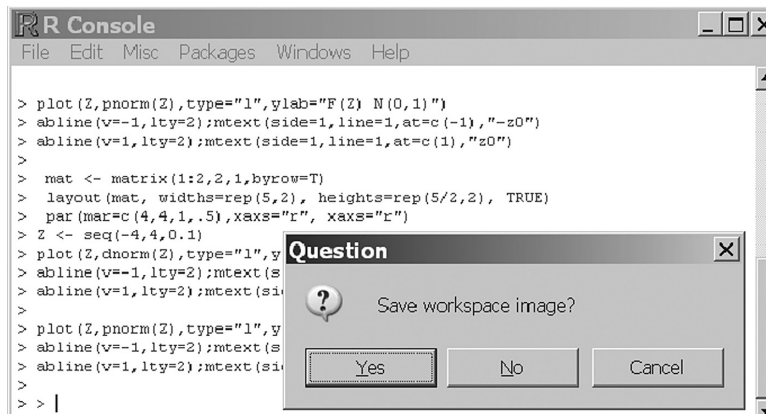 R R Console
File Edit Misc Packages Windows Help
> plot(Z,pnorm(Z),type="l",ylab="F(Z) N(0,1)")
> abline(v=-1,lty=2);mtext(side=1,line=1,at=c(-1),"-z0")
> abline(v=1,lty=2);mtext(side=1,line=1,at=c(1),"z0")
>
>  mat <- matrix(1:2,2,1,byrow=T)
>  layout(mat, widths=rep(5,2), heights=rep(5/2,2), TRUE)
>  par(mar=c(4,4,1,.5),xaxs="r", xaxs="r")
> Z <- seq(-4,4,0.1)
> plot(Z,dnorm(Z),type="l",y
> abline(v=-1,lty=2);mtext(s
> abline(v=1,lty=2);mtext(si
>
> plot(Z,pnorm(Z),type="l",y
> abline(v=-1,lty=2);mtext(s
> abline(v=1,lty=2);mtext(si
>
> > |
Question
Save workspace image?
Yes No Cancel